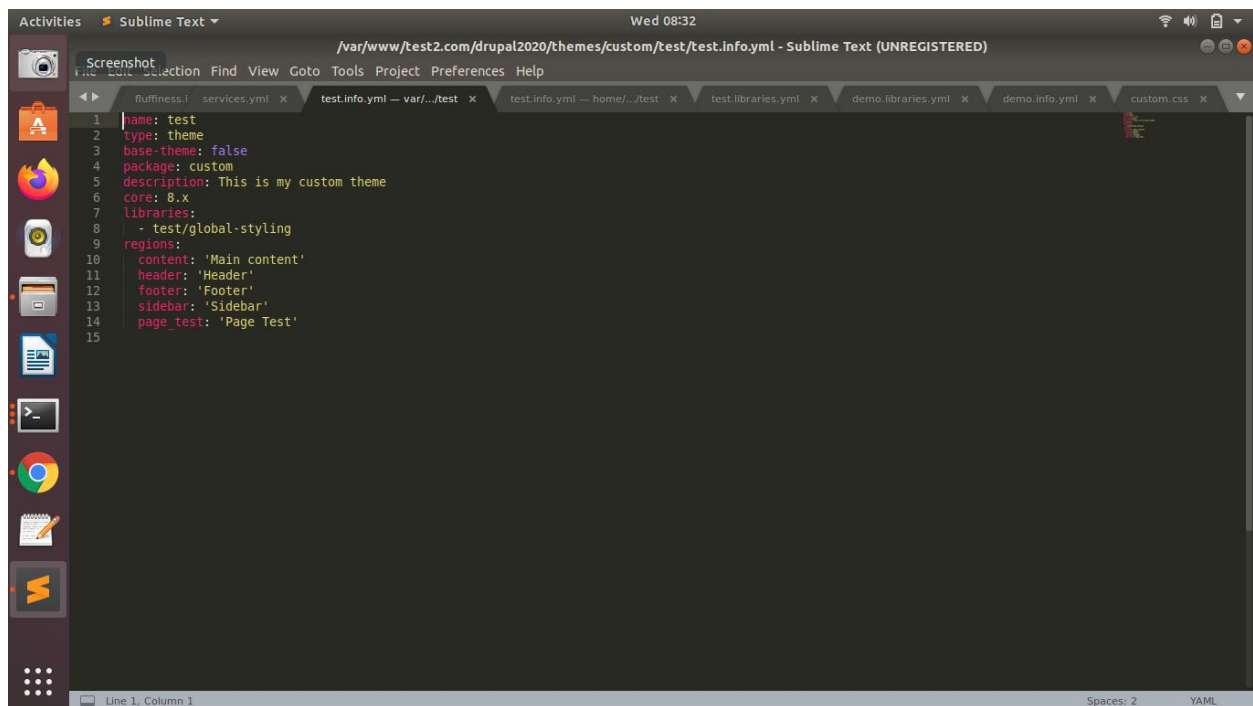 Activities Sublime Text Wed 08:32
/var/www/test2.com/drupal2020/themes/custom/test/test.info.yml - Sublime Text (UNREGISTERED)
Screenshot
File Edit Selection Find View Goto Tools Project Preferences Help
fluffiness.i services.yml × test.info.yml — var/.../test × test.info.yml — home/.../test × test.libraries.yml × demo.libraries.yml × demo.info.yml × custom.css ×
1 name: test
2 type: theme
3 base-theme: false
4 package: custom
5 description: This is my custom theme
6 core: 8.x
7 libraries:
8 - test/global-styling
9 regions:
10 content: 'Main content'
11 header: 'Header'
12 footer: 'Footer'
13 sidebar: 'Sidebar'
14 page_test: 'Page Test'
15
Line 1, Column 1 Spaces: 2 YAML